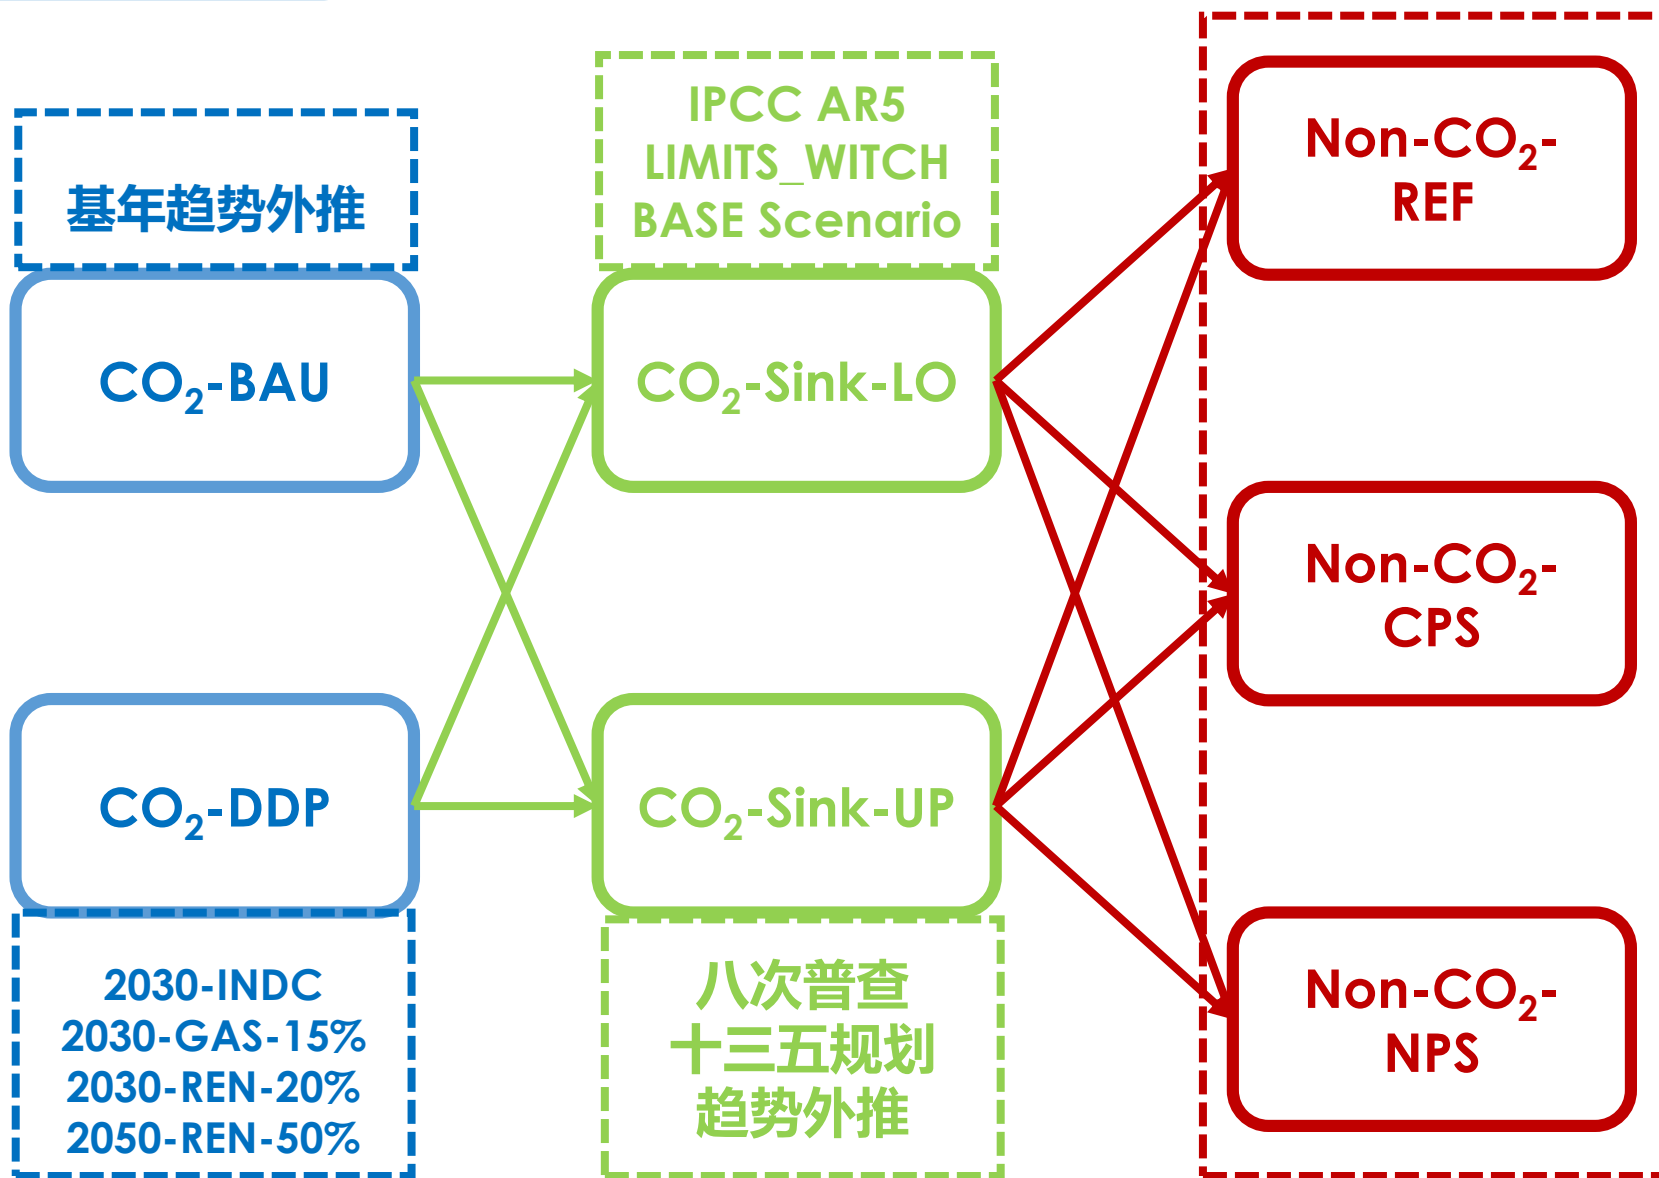 基年趋势外推
CO₂-BAU
CO₂-DDP
2030-INDC
2030-GAS-15%
2030-REN-20%
2050-REN-50%
IPCC AR5
LIMITS_WITCH
BASE Scenario
CO₂-Sink-LO
CO₂-Sink-UP
八次普查
十三五规划
趋势外推
Non-CO₂-
REF
Non-CO₂-
CPS
Non-CO₂-
NPS